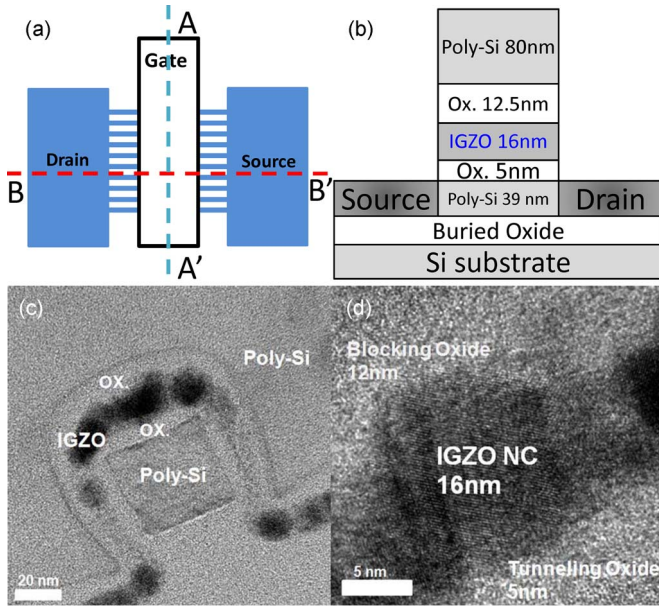 (a)
A
Gate
Drain
Source
B
B'
A'
(b)
Poly-Si 80nm
Ox. 12.5nm
IGZO 16nm
Ox. 5nm
Source
Poly-Si 39 nm
Drain
Buried Oxide
Si substrate
(c)
Poly-Si
OX.
IGZO
OX.
Poly-Si
20 nm
(d)
Blocking Oxide
12nm
IGZO NC
16nm
5 nm
Tunneling Oxide
5nm